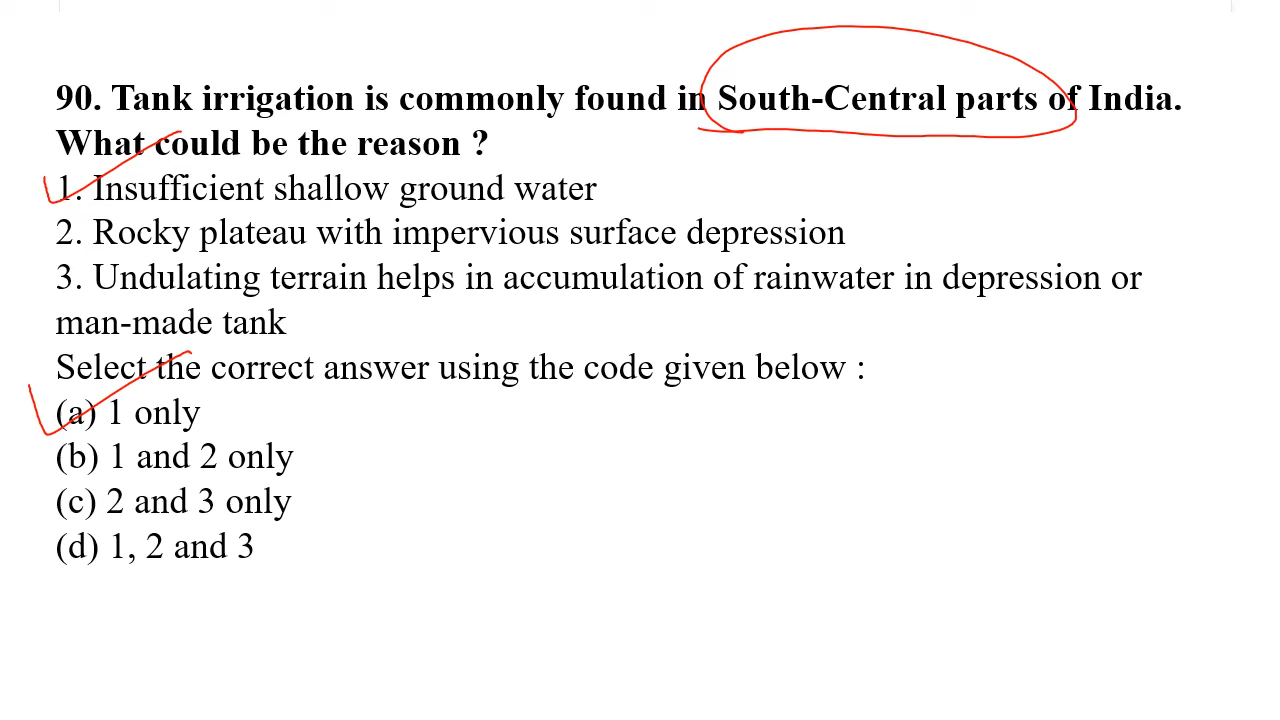 90. Tank irrigation is commonly found in South-Central parts of India.
What could be the reason ?
1. Insufficient shallow ground water
2. Rocky plateau with impervious surface depression
3. Undulating terrain helps in accumulation of rainwater in depression or
man-made tank
Select the correct answer using the code given below :
(a) 1 only
(b) 1 and 2 only
(c) 2 and 3 only
(d) 1, 2 and 3